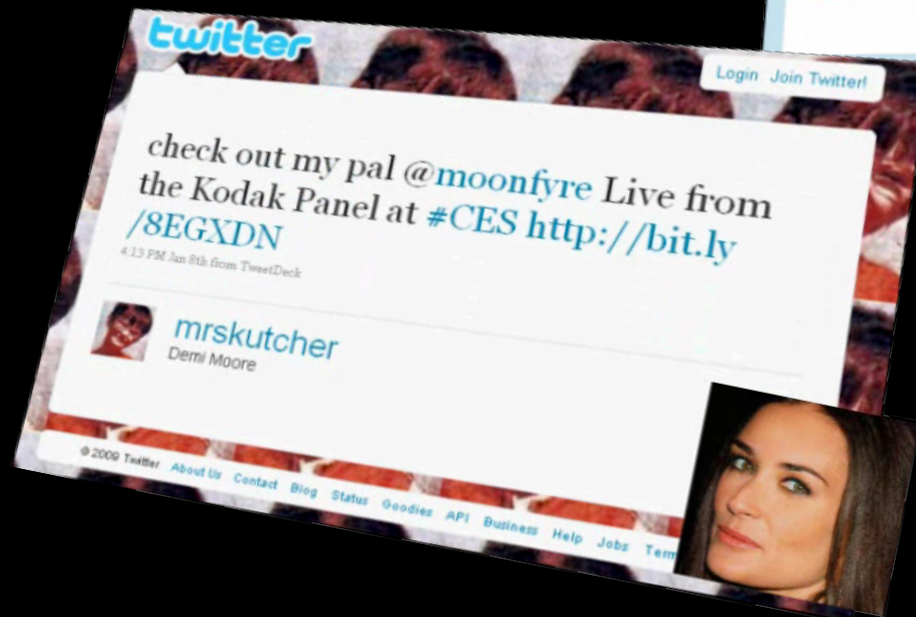 twitter
Login Join Twitter!
check out my pal @moonfyre Live from
the Kodak Panel at #CES http://bit.ly
/8EGXDN
4:13 PM Jan 8th from TweetDeck
mrskutcher
Demi Moore
© 2009 Twitter About Us Contact Blog Status Goodies API Business Help Jobs Term